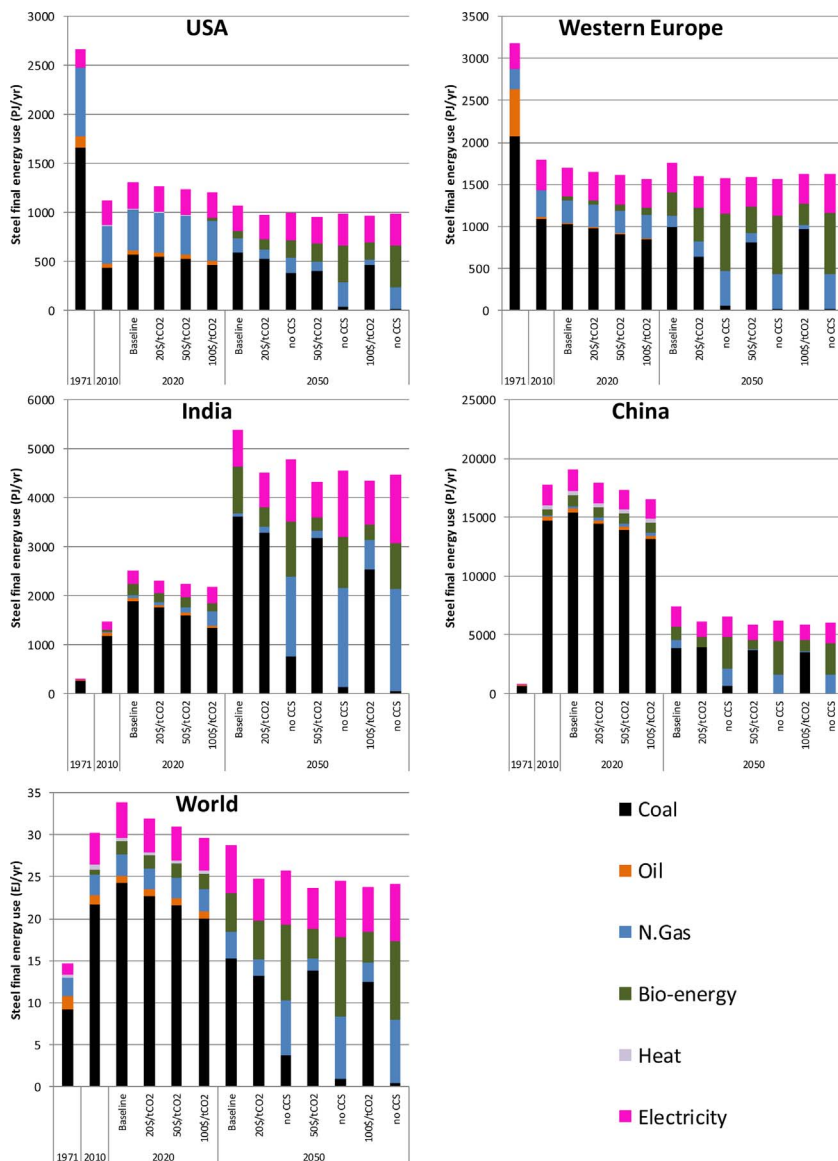 USA
Steel final energy use (PJ/yr)
3000
2500
2000
1500
1000
500
0
Baseline
20$/tCO2
50$/tCO2
100$/tCO2
Baseline
20$/tCO2
no CCS
50$/tCO2
no CCS
100$/tCO2
no CCS
1971
2010
2020
2050
Western Europe
Steel final energy use (PJ/yr)
3500
3000
2500
2000
1500
1000
500
0
Baseline
20$/tCO2
50$/tCO2
100$/tCO2
Baseline
20$/tCO2
no CCS
50$/tCO2
no CCS
100$/tCO2
no CCS
1971
2010
2020
2050
India
Steel final energy use (PJ/yr)
6000
5000
4000
3000
2000
1000
0
Baseline
20$/tCO2
50$/tCO2
100$/tCO2
Baseline
20$/tCO2
no CCS
50$/tCO2
no CCS
100$/tCO2
no CCS
1971
2010
2020
2050
China
Steel final energy use (PJ/yr)
25000
20000
15000
10000
5000
0
Baseline
20$/tCO2
50$/tCO2
100$/tCO2
Baseline
20$/tCO2
no CCS
50$/tCO2
no CCS
100$/tCO2
no CCS
1971
2010
2020
2050
World
Steel final energy use (EJ/yr)
35
30
25
20
15
10
5
0
Baseline
20$/tCO2
50$/tCO2
100$/tCO2
Baseline
20$/tCO2
no CCS
50$/tCO2
no CCS
100$/tCO2
no CCS
1971
2010
2020
2050
Coal
Oil
N.Gas
Bio-energy
Heat
Electricity